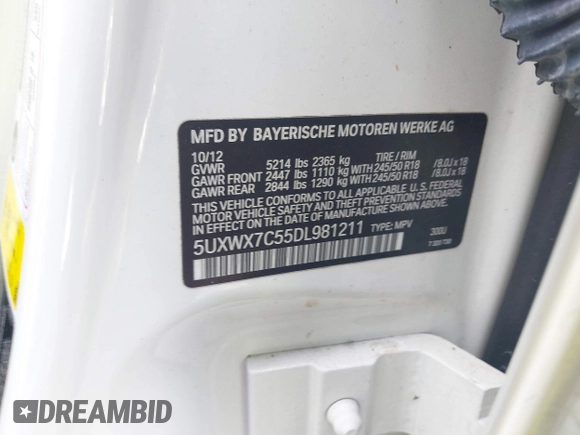 MFD BY BAYERISCHE MOTOREN WERKE AG
10/12
GVWR 5214 lbs 2365 kg TIRE / RIM
GAWR FRONT 2447 lbs 1110 kg WITH 245/50 R18 / 8.0J x 18
GAWR REAR 2844 lbs 1290 kg WITH 245/50 R18 / 8.0J x 18
THIS VEHICLE CONFORMS TO ALL APPLICABLE U.S. FEDERAL
MOTOR VEHICLE SAFETY, BUMPER, AND THEFT PREVENTION STANDARDS
IN EFFECT ON THE DATE OF MANUFACTURE SHOWN ABOVE.
5UXWX7C55DL981211 TYPE: MPV 300U
DREAMBID